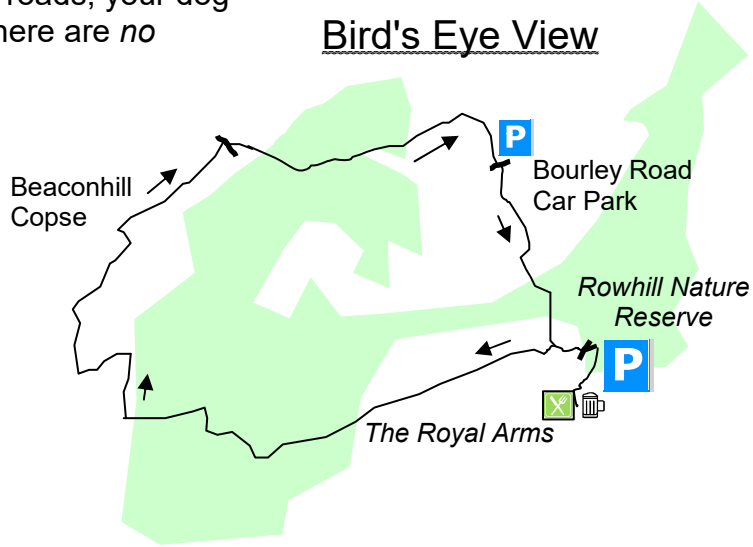 roads, your dog
here are no
Bird's Eye View
P
Beaconhill
Copse
Bourley Road
Car Park
Rowhill Nature
Reserve
P
The Royal Arms